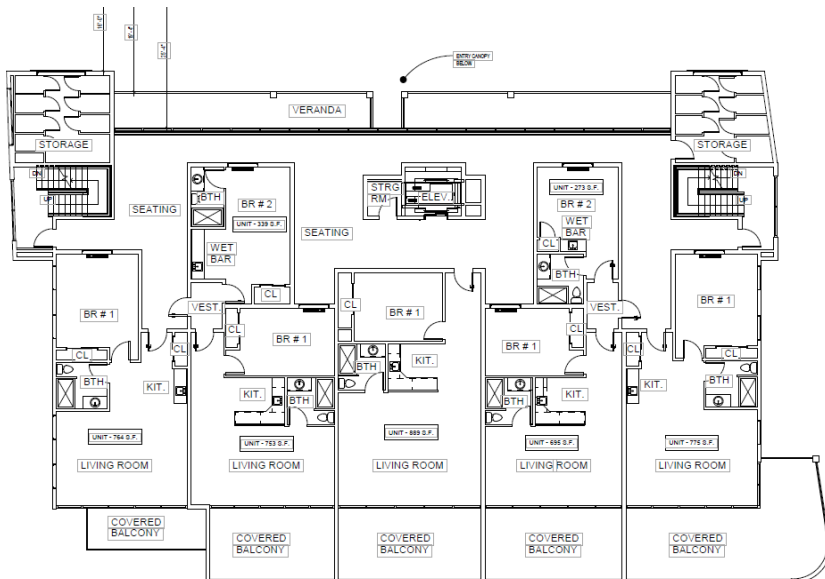 ENTRY CANOPY
BELOW
VERANDA
STORAGE
STORAGE
DN
UP
DN
UP
BTH
BR # 2
UNIT - 339 S.F.
WET
BAR
CL
VEST.
SEATING
SEATING
STRG
RM
ELEV.
UNIT - 273 S.F.
BR # 2
WET
BAR
CL
BTH
VEST.
BR # 1
CL
BTH
CL
KIT.
UNIT - 764 S.F.
LIVING ROOM
COVERED
BALCONY
CL
BR # 1
KIT.
BTH
UNIT - 753 S.F.
LIVING ROOM
COVERED
BALCONY
CL
BR # 1
BTH
KIT.
UNIT - 889 S.F.
LIVING ROOM
COVERED
BALCONY
BR # 1
CL
BTH
KIT.
UNIT - 695 S.F.
LIVING ROOM
COVERED
BALCONY
BR # 1
CL
CL
KIT.
BTH
UNIT - 775 S.F.
LIVING ROOM
COVERED
BALCONY